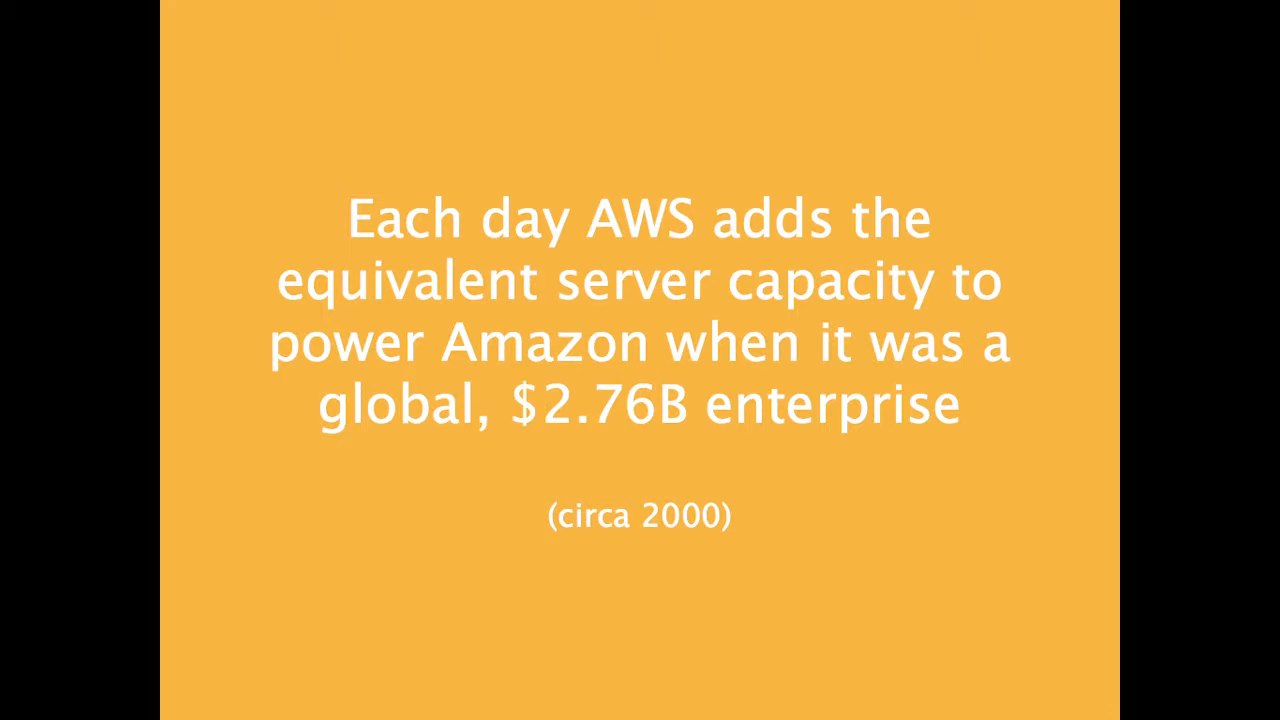 Each day AWS adds the
equivalent server capacity to
power Amazon when it was a
global, $2.76B enterprise
(circa 2000)